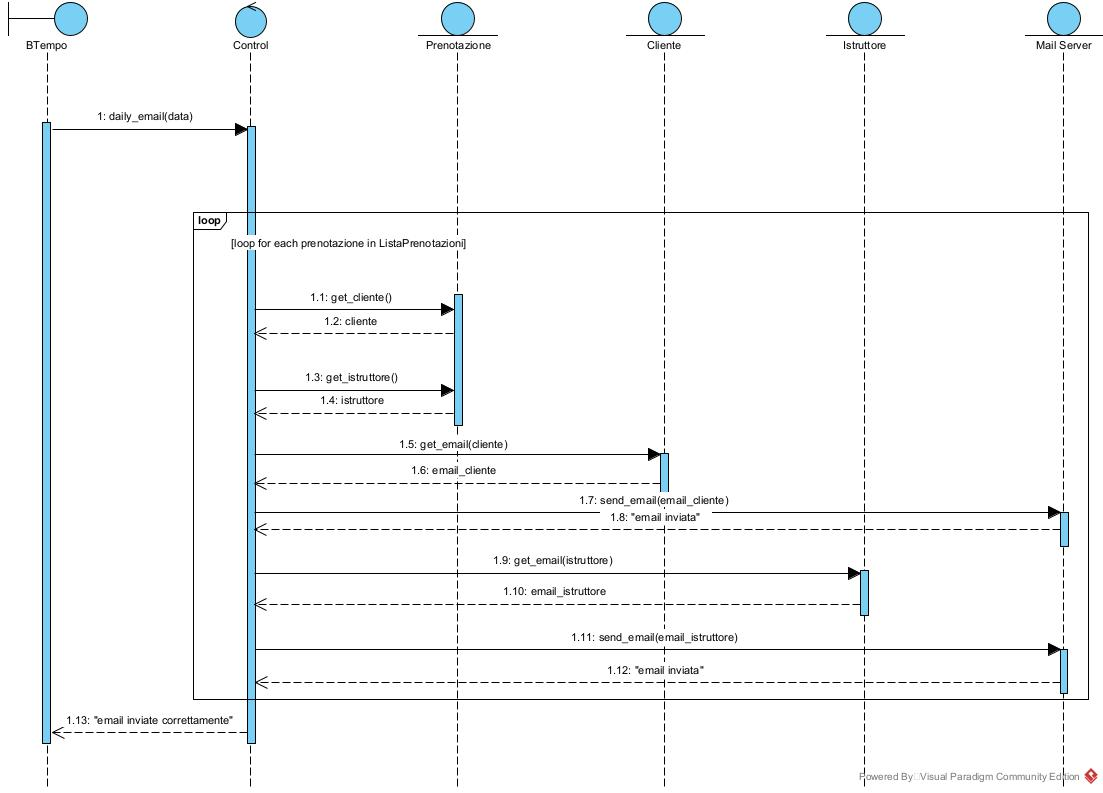 BTempo
Control
Prenotazione
Cliente
Istruttore
Mail Server
1: daily_email(data)
loop
[loop for each prenotazione in ListaPrenotazioni]
1.1: get_cliente()
1.2: cliente
1.3: get_istruttore()
1.4: istruttore
1.5: get_email(cliente)
1.6: email_cliente
1.7: send_email(email_cliente)
1.8: "email inviata"
1.9: get_email(istruttore)
1.10: email_istruttore
1.11: send_email(email_istruttore)
1.12: "email inviata"
1.13: "email inviate correttamente"
Powered By Visual Paradigm Community Edition